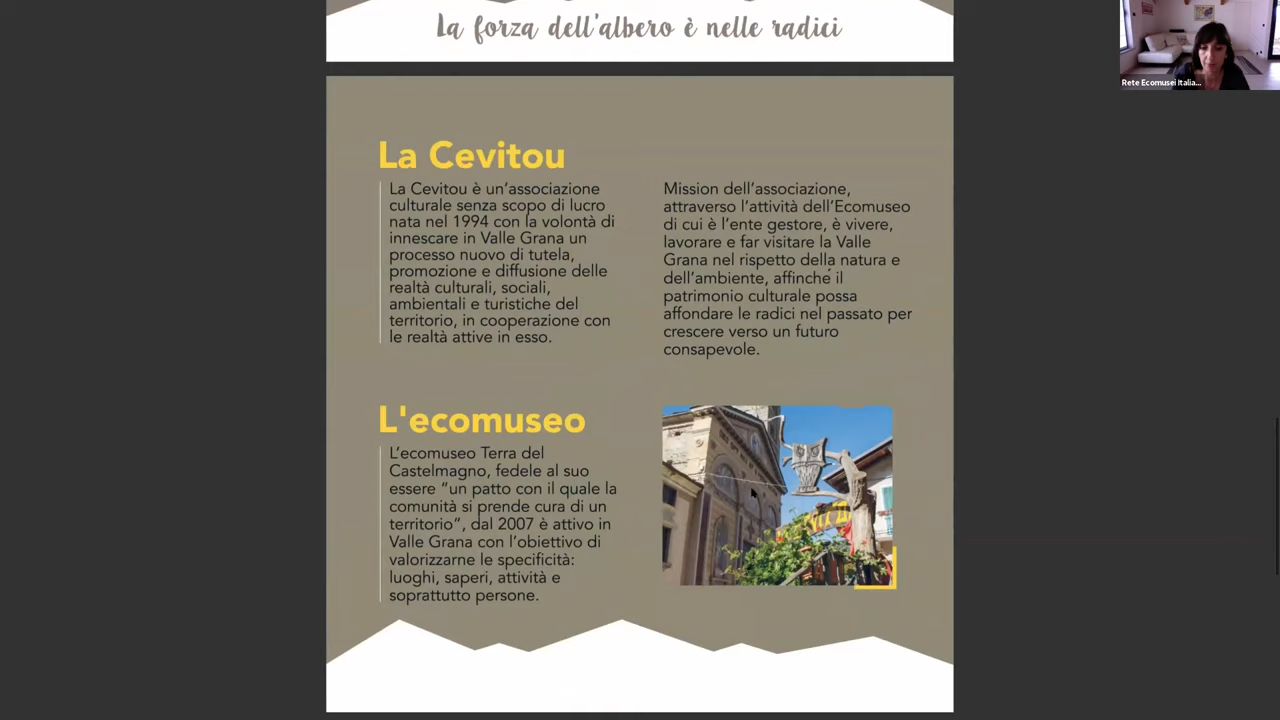 La forza dell'albero è nelle radici
Rete Ecomusei Italia...
La Cevitou
La Cevitou è un'associazione
culturale senza scopo di lucro
nata nel 1994 con la volontà di
innescare in Valle Grana un
processo nuovo di tutela,
promozione e diffusione delle
realtà culturali, sociali,
ambientali e turistiche del
territorio, in cooperazione con
le realtà attive in esso.
Mission dell'associazione,
attraverso l'attività dell'Ecomuseo
di cui è l'ente gestore, è vivere,
lavorare e far visitare la Valle
Grana nel rispetto della natura e
dell'ambiente, affinché il
patrimonio culturale possa
affondare le radici nel passato per
crescere verso un futuro
consapevole.
L'ecomuseo
L'ecomuseo Terra del
Castelmagno, fedele al suo
essere "un patto con il quale la
comunità si prende cura di un
territorio", dal 2007 è attivo in
Valle Grana con l'obiettivo di
valorizzarne le specificità:
luoghi, saperi, attività e
soprattutto persone.